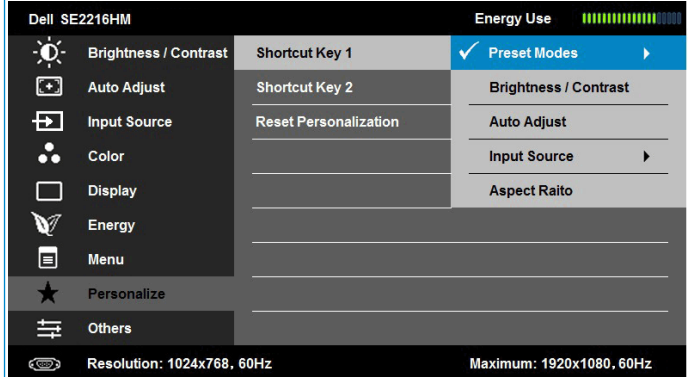 Dell SE2216HM Energy Use
Brightness / Contrast Shortcut Key 1 Preset Modes
Auto Adjust Shortcut Key 2 Brightness / Contrast
Input Source Reset Personalization Auto Adjust
Color Input Source
Display Aspect Raito
Energy
Menu
Personalize
Others
Resolution: 1024x768, 60Hz Maximum: 1920x1080, 60Hz